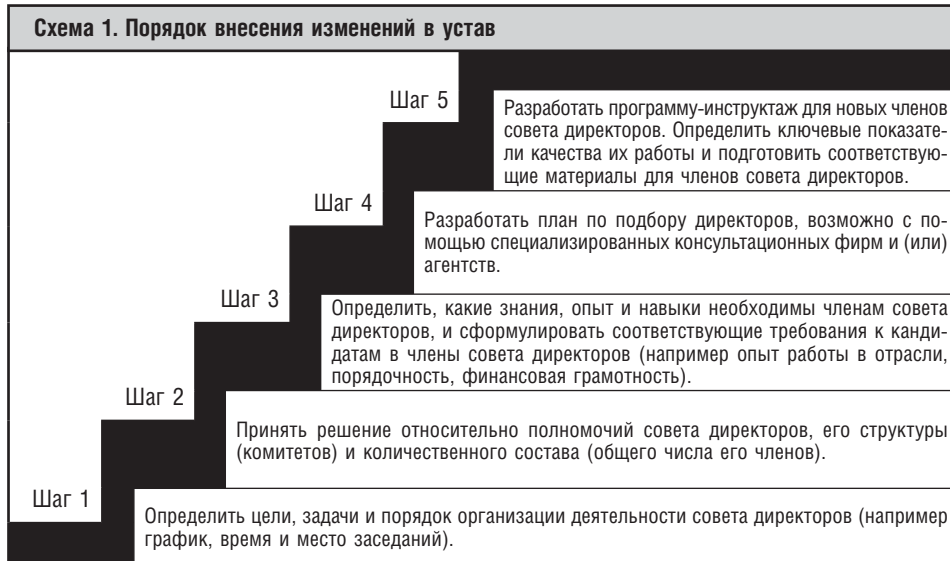 Схема 1. Порядок внесения изменений в устав
Шаг 5
Разработать программу-инструктаж для новых членов
совета директоров. Определить ключевые показате-
ли качества их работы и подготовить соответствую-
щие материалы для членов совета директоров.
Шаг 4
Разработать план по подбору директоров, возможно с по-
мощью специализированных консультационных фирм и (или)
агентств.
Шаг 3
Определить, какие знания, опыт и навыки необходимы членам совета
директоров, и сформулировать соответствующие требования к канди-
датам в члены совета директоров (например опыт работы в отрасли,
порядочность, финансовая грамотность).
Шаг 2
Принять решение относительно полномочий совета директоров, его структуры
(комитетов) и количественного состава (общего числа его членов).
Шаг 1
Определить цели, задачи и порядок организации деятельности совета директоров (например
график, время и место заседаний).